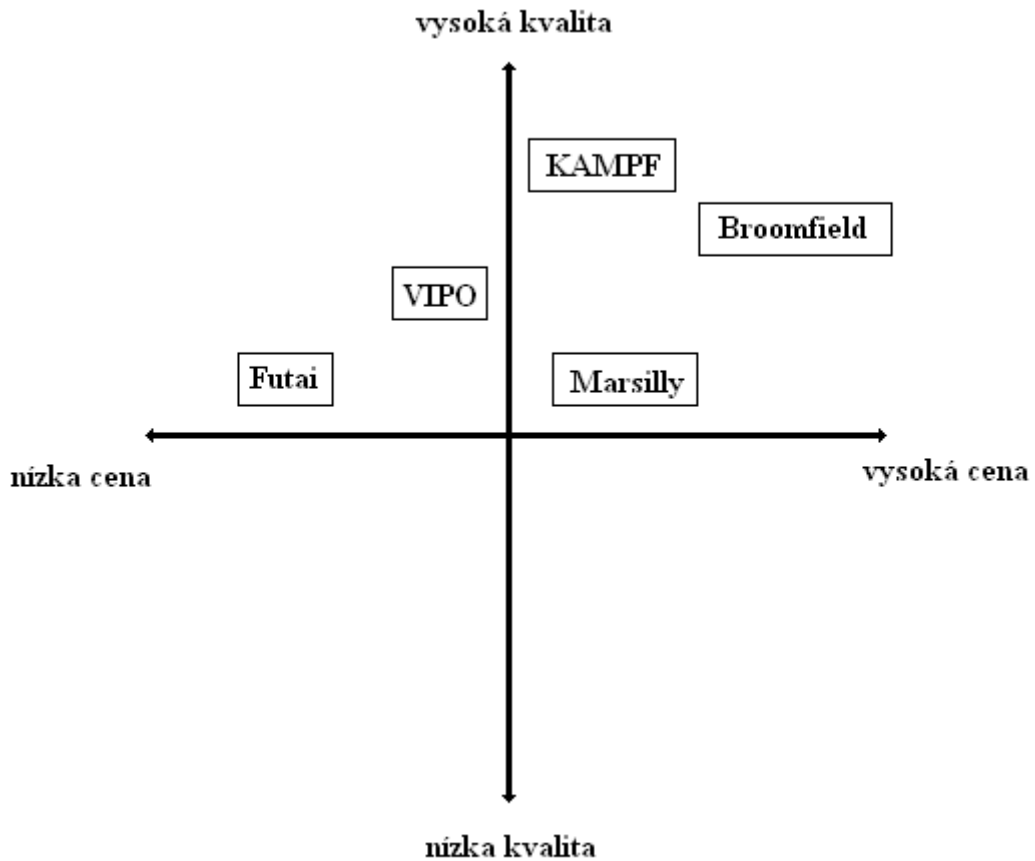 vysoká kvalita
KAMPF
Broomfield
VIPO
Futai
Marsilly
nízka cena
vysoká cena
nízka kvalita